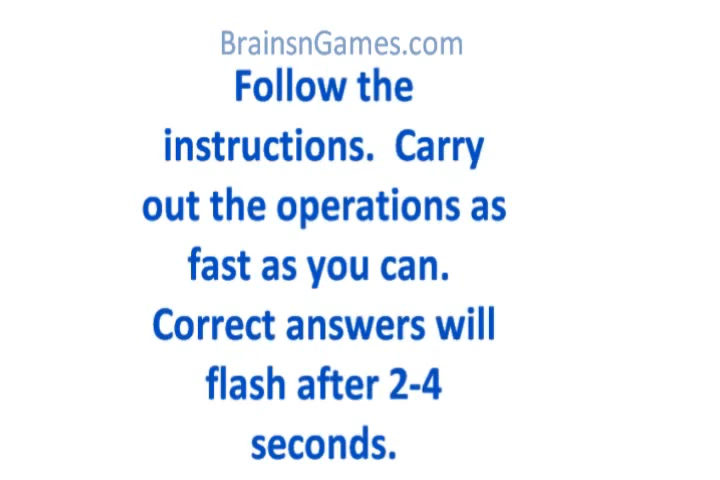 BrainsnGames.com
Follow the
instructions.  Carry
out the operations as
fast as you can.
Correct answers will
flash after 2-4
seconds.